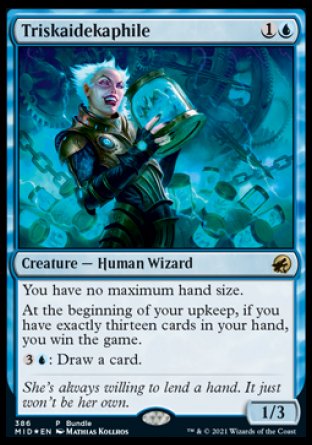 Triskaidekaphile 1
Creature — Human Wizard
You have no maximum hand size.
At the beginning of your upkeep, if you
have exactly thirteen cards in your hand,
you win the game.
3 : Draw a card.
She's always willing to lend a hand. It just
won't be her own.
1/3
386 P Bundle
MID★EN MATHIAS KOLLROS
™ & © 2021 Wizards of the Coast